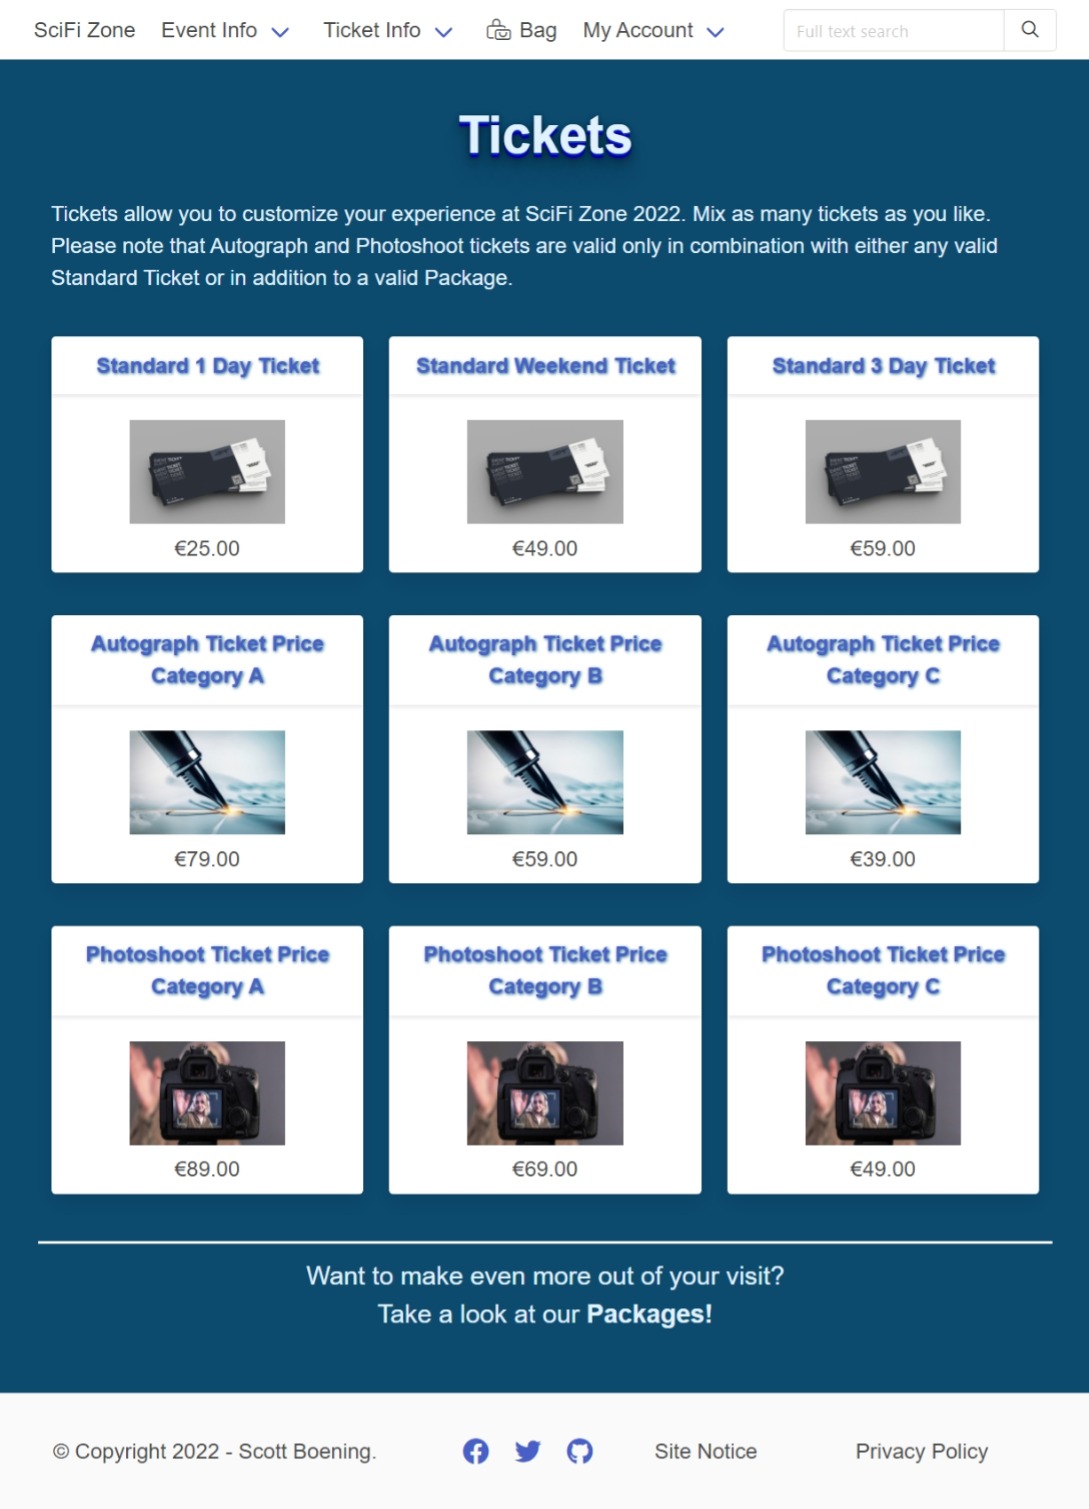 SciFi Zone Event Info Ticket Info Bag My Account Full text search
Tickets
Tickets allow you to customize your experience at SciFi Zone 2022. Mix as many tickets as you like.
Please note that Autograph and Photoshoot tickets are valid only in combination with either any valid
Standard Ticket or in addition to a valid Package.
Standard 1 Day Ticket
€25.00
Standard Weekend Ticket
€49.00
Standard 3 Day Ticket
€59.00
Autograph Ticket Price
Category A
€79.00
Autograph Ticket Price
Category B
€59.00
Autograph Ticket Price
Category C
€39.00
Photoshoot Ticket Price
Category A
€89.00
Photoshoot Ticket Price
Category B
€69.00
Photoshoot Ticket Price
Category C
€49.00
Want to make even more out of your visit?
Take a look at our Packages!
© Copyright 2022 - Scott Boening. Site Notice Privacy Policy